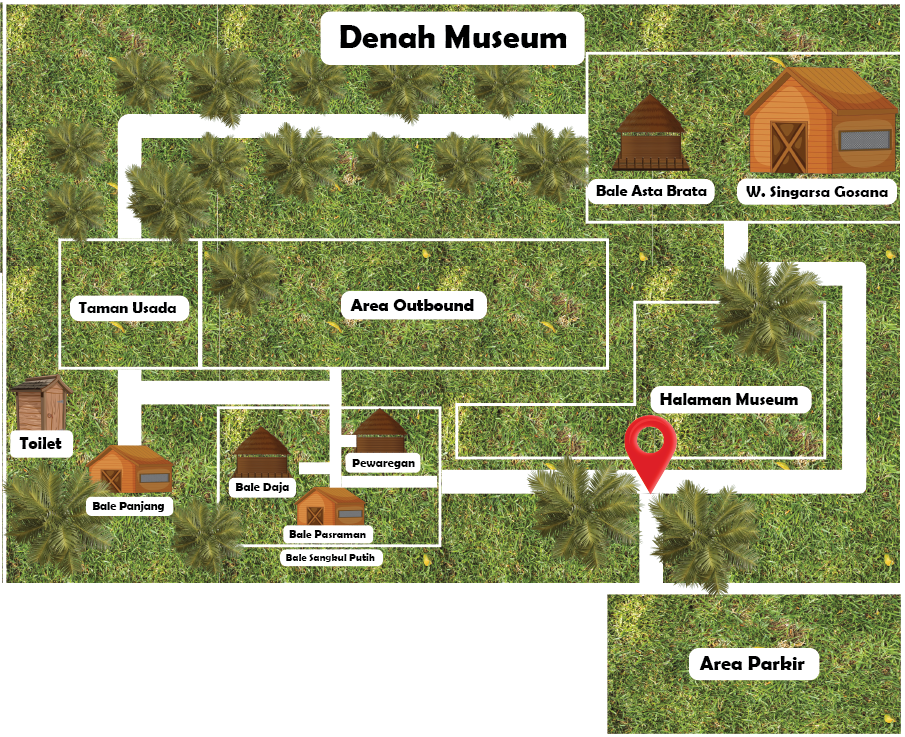 Denah Museum
Bale Asta Brata
W. Singarsa Gosana
Taman Usada
Area Outbound
Halaman Museum
Toilet
Pewaregan
Bale Daja
Bale Panjang
Bale Pasraman
Bale Sangkul Putih
Area Parkir